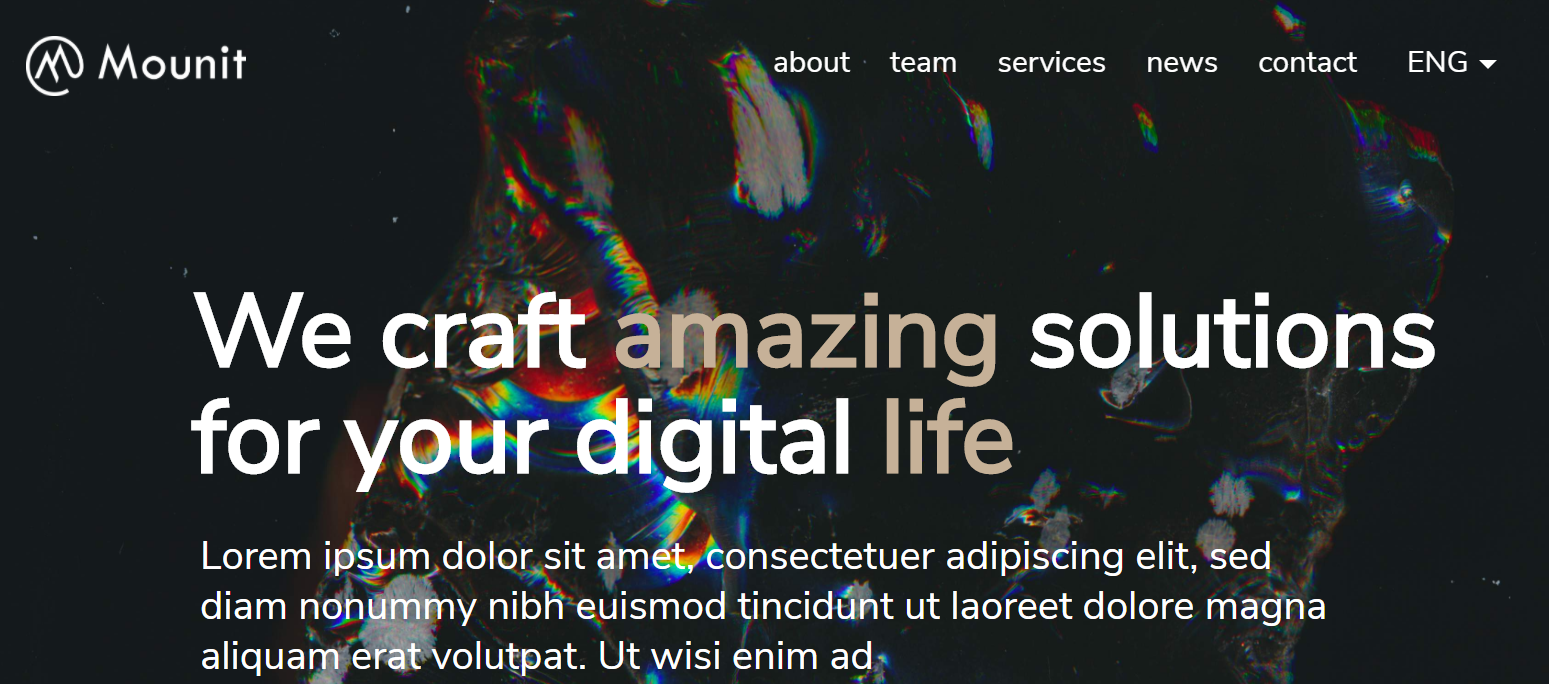 Mounit
about team services news contact ENG
We craft amazing solutions
for your digital life
Lorem ipsum dolor sit amet, consectetuer adipiscing elit, sed
diam nonummy nibh euismod tincidunt ut laoreet dolore magna
aliquam erat volutpat. Ut wisi enim ad